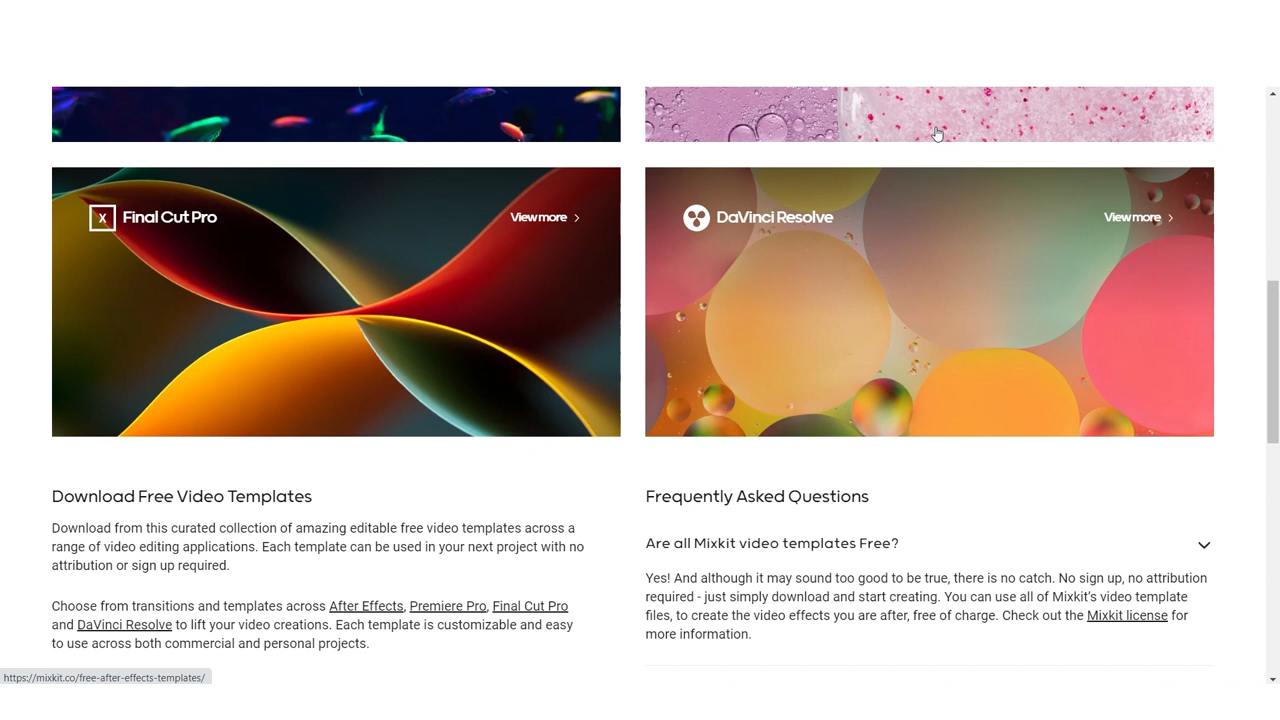 X Final Cut Pro
View more
DaVinci Resolve
View more
Download Free Video Templates
Download from this curated collection of amazing editable free video templates across a
range of video editing applications. Each template can be used in your next project with no
attribution or sign up required.
Choose from transitions and templates across After Effects, Premiere Pro, Final Cut Pro
and DaVinci Resolve to lift your video creations. Each template is customizable and easy
to use across both commercial and personal projects.
Frequently Asked Questions
Are all Mixkit video templates Free?
Yes! And although it may sound too good to be true, there is no catch. No sign up, no attribution
required - just simply download and start creating. You can use all of Mixkit's video template
files, to create the video effects you are after, free of charge. Check out the Mixkit license for
more information.
https://mixkit.co/free-after-effects-templates/